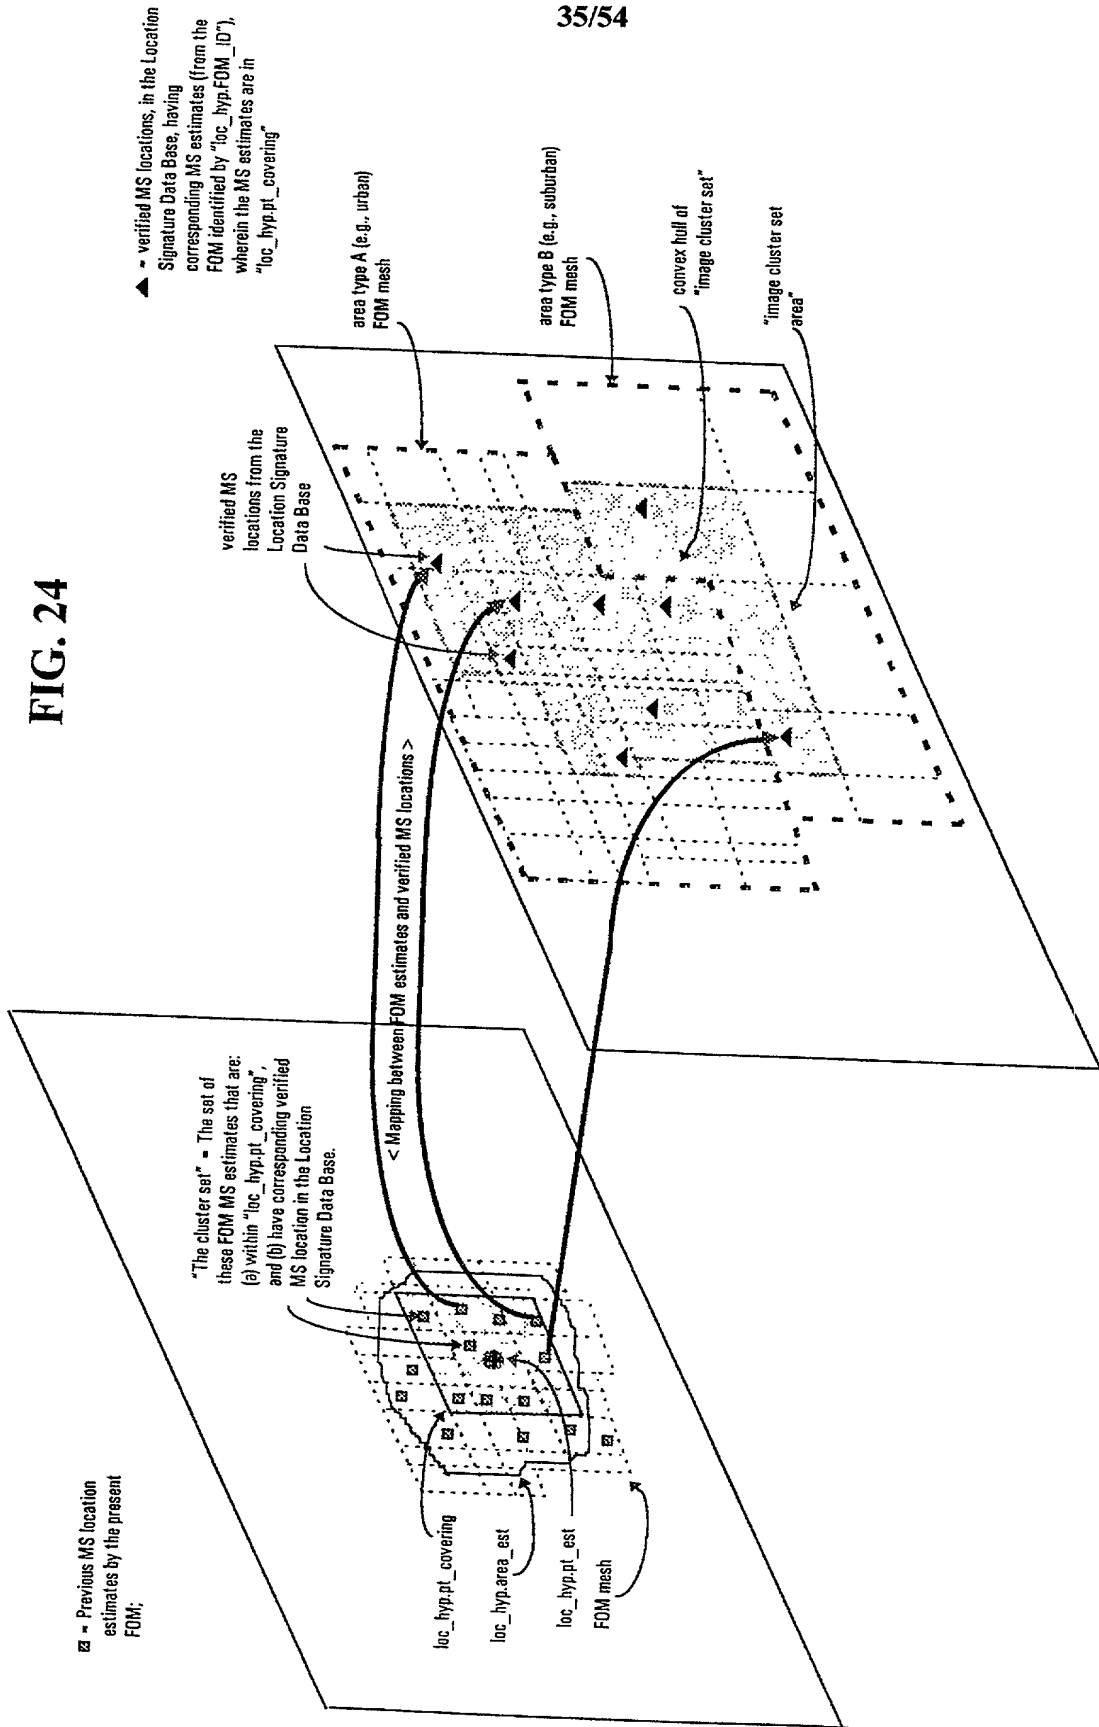 35/54
FIG. 24
▲ = verified MS locations, in the Location
Signature Data Base, having
corresponding MS estimates (from the
FOM identified by "loc_hyp.FOM_ID"),
wherein the MS estimates are in
"loc_hyp.pt_covering"
area type A (e.g., urban)
FOM mesh
area type B (e.g., suburban)
FOM mesh
convex hull of
"image cluster set"
"image cluster set
area"
verified MS
locations from the
Location Signature
Data Base
< Mapping between FOM estimates and verified MS locations >
"The cluster set" = The set of
these FOM MS estimates that are:
(a) within "loc_hyp.pt_covering",
and (b) have corresponding verified
MS location in the Location
Signature Data Base.
= Previous MS location
estimates by the present
FOM;
loc_hyp.pt_covering
loc_hyp.area_est
loc_hyp.pt_est
FOM mesh